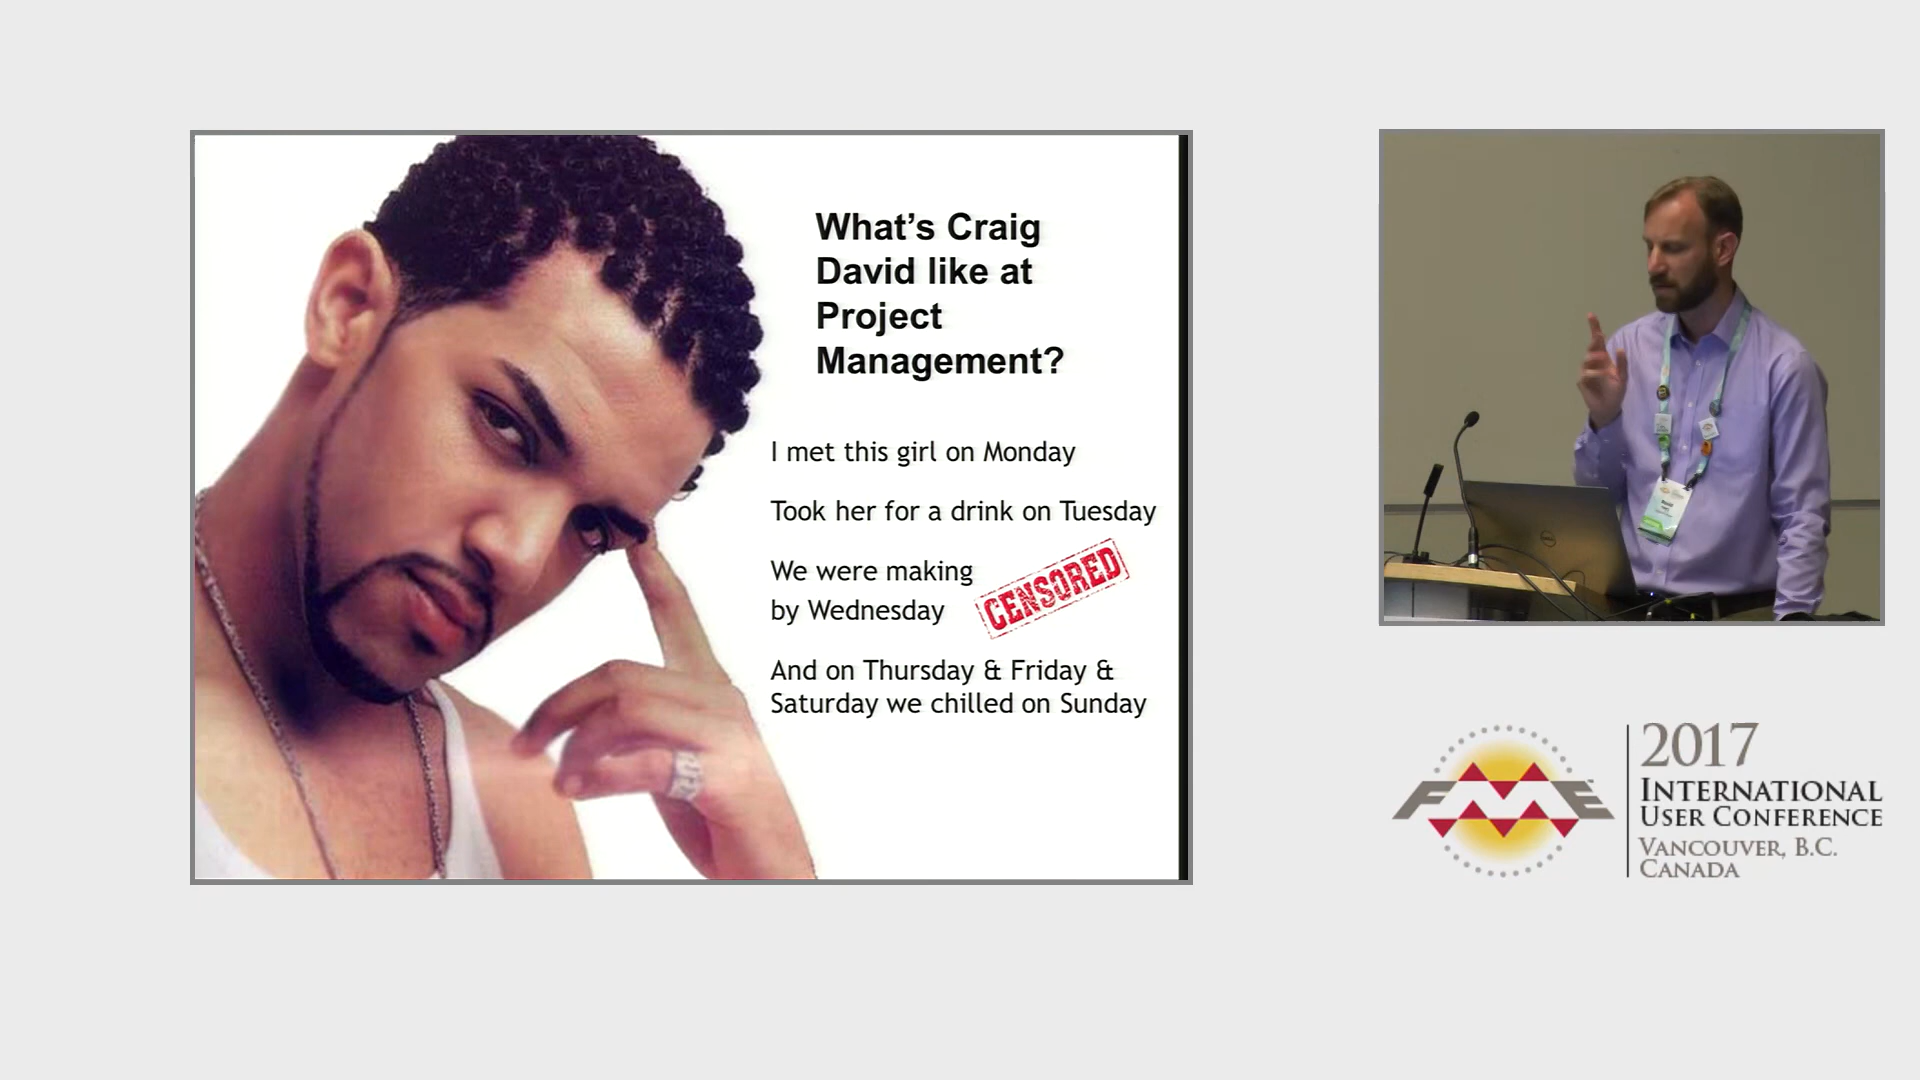 What’s Craig
David like at
Project
Management?
I met this girl on Monday
Took her for a drink on Tuesday
We were making
by Wednesday
CENSORED
And on Thursday & Friday &
Saturday we chilled on Sunday
FME
2017
INTERNATIONAL
USER CONFERENCE
VANCOUVER, B.C.
CANADA